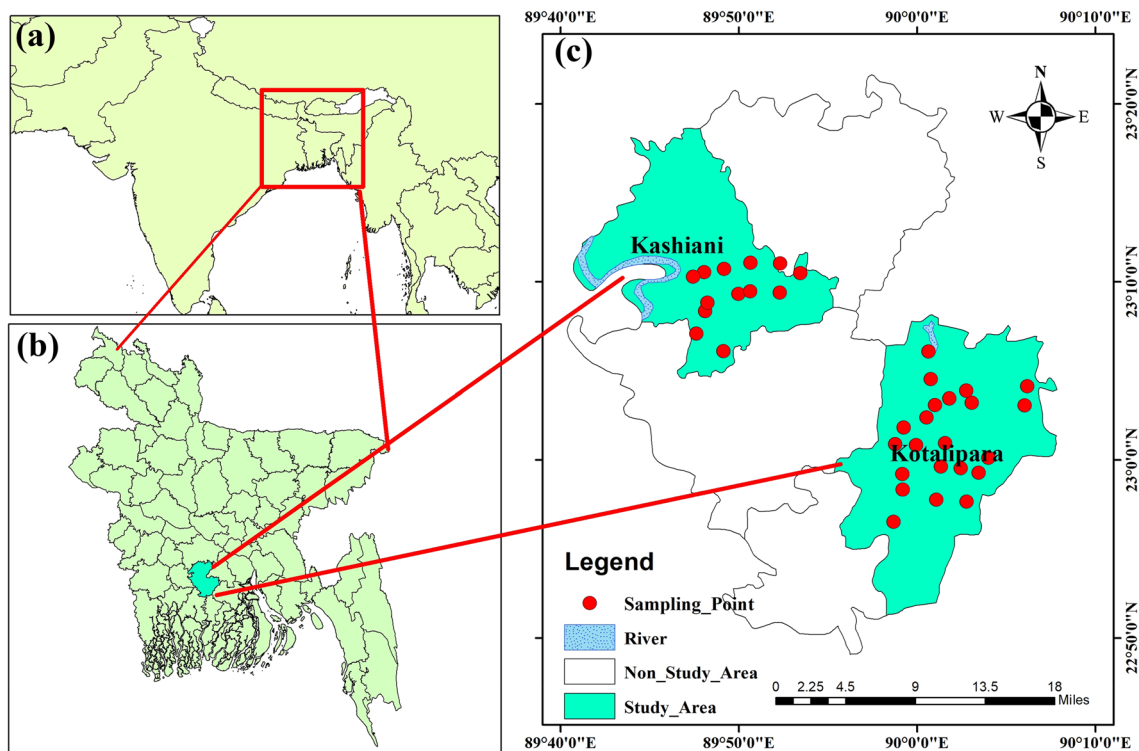 (a)
(b)
(c)
89°40'0"E 89°50'0"E 90°00'0"E 90°10'0"E
N
W E
S
23°20'0"N
23°10'0"N
23°0'0"N
22°50'0"N
Kashiani
Kotalipara
Legend
Sampling_Point
River
Non_Study_Area
Study_Area
0 2.25 4.5 9 13.5 18
Miles
89°40'0"E 89°50'0"E 90°00'0"E 90°10'0"E